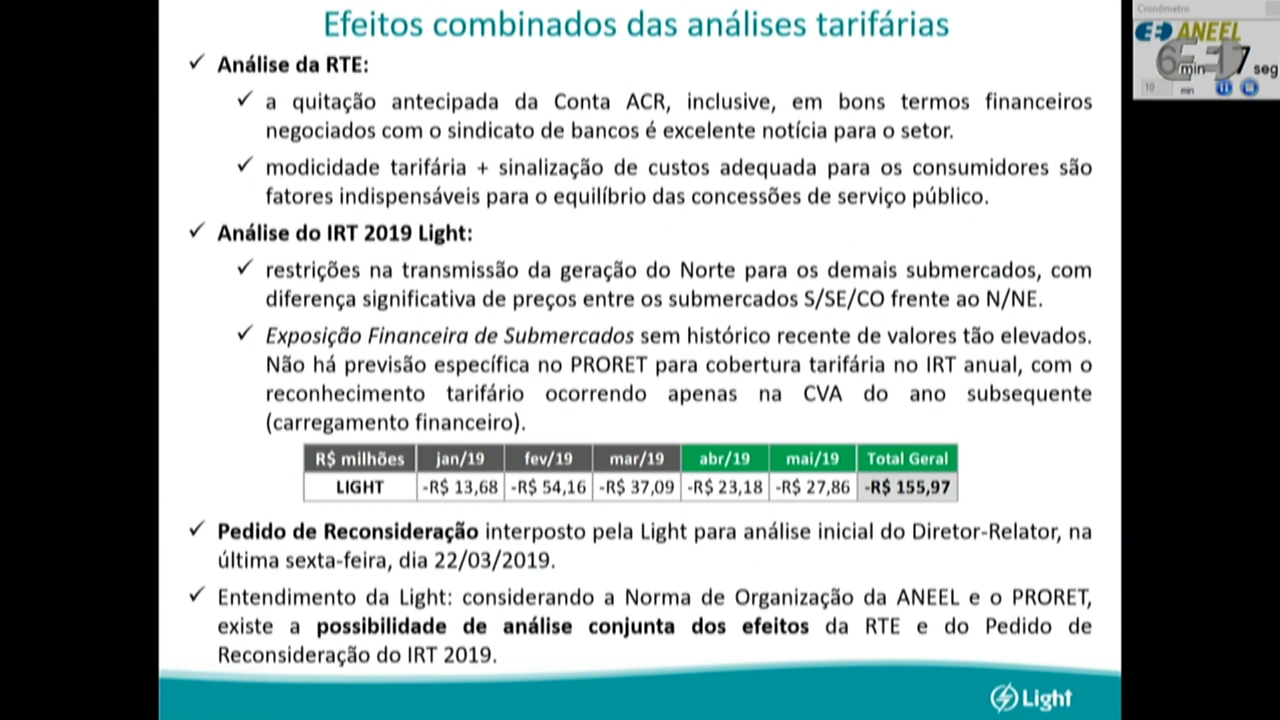 Efeitos combinados das análises tarifárias
Cronômetro
ANEEL
min
seg
10
min
✓ Análise da RTE:
✓ a quitação antecipada da Conta ACR, inclusive, em bons termos financeiros
negociados com o sindicato de bancos é excelente notícia para o setor.
✓ modicidade tarifária + sinalização de custos adequada para os consumidores são
fatores indispensáveis para o equilíbrio das concessões de serviço público.
✓ Análise do IRT 2019 Light:
✓ restrições na transmissão da geração do Norte para os demais submercados, com
diferença significativa de preços entre os submercados S/SE/CO frente ao N/NE.
✓ Exposição Financeira de Submercados sem histórico recente de valores tão elevados.
Não há previsão específica no PRORET para cobertura tarifária no IRT anual, com o
reconhecimento tarifário ocorrendo apenas na CVA do ano subsequente
(carregamento financeiro).
R$ milhões jan/19 fev/19 mar/19 abr/19 mai/19 Total Geral
LIGHT -R$ 13,68 -R$ 54,16 -R$ 37,09 -R$ 23,18 -R$ 27,86 -R$ 155,97
✓ Pedido de Reconsideração interposto pela Light para análise inicial do Diretor-Relator, na
última sexta-feira, dia 22/03/2019.
✓ Entendimento da Light: considerando a Norma de Organização da ANEEL e o PRORET,
existe a possibilidade de análise conjunta dos efeitos da RTE e do Pedido de
Reconsideração do IRT 2019.
Light